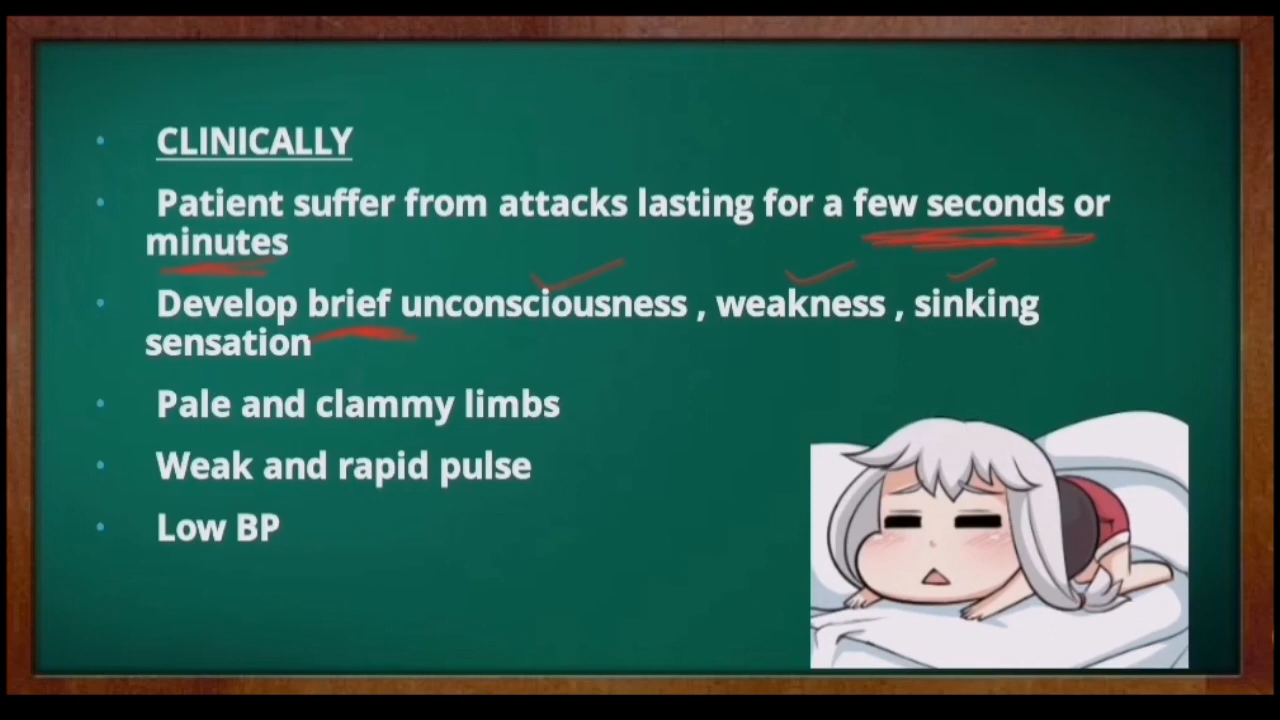 CLINICALLY
Patient suffer from attacks lasting for a few seconds or
minutes
Develop brief unconsciousness , weakness , sinking
sensation
Pale and clammy limbs
Weak and rapid pulse
Low BP